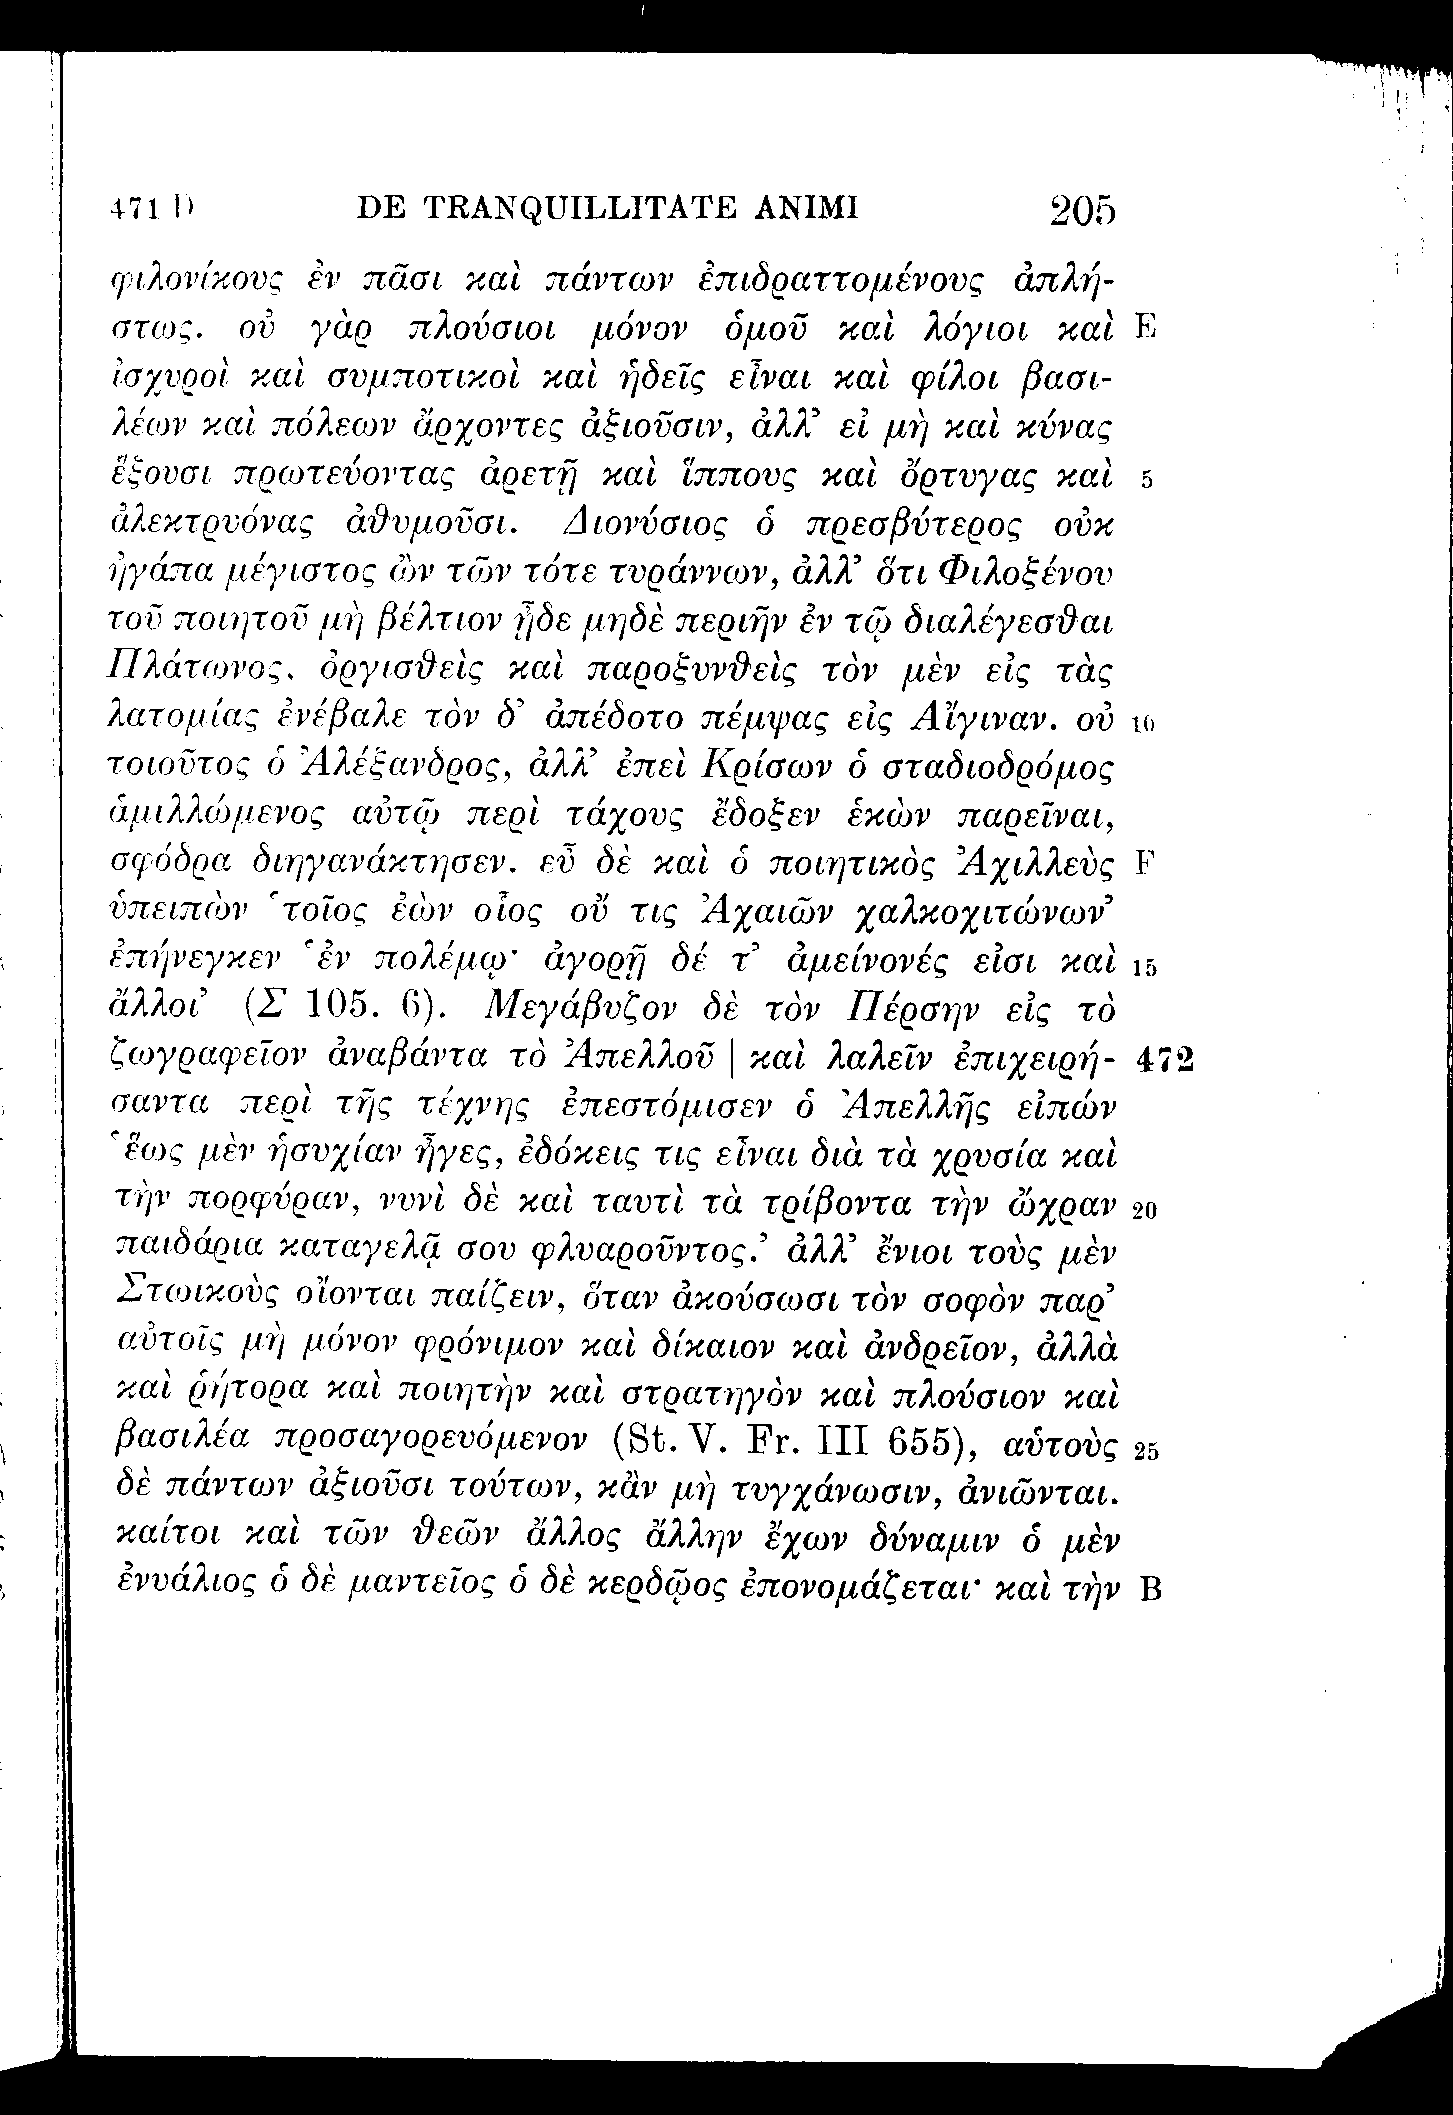 471 D DE TRANQUILLITATE ANIMI 205
φιλονίκους ἐν πᾶσι καὶ πάντων ἐπιδραττομένους ἀπλή-
στως. οὐ γὰρ πλούσιοι μόνον ὁμοῦ καὶ λόγιοι καὶ E
ἰσχυροὶ καὶ συμποτικοὶ καὶ ἡδεῖς εἶναι καὶ φίλοι βασι-
λέων καὶ πόλεων ἄρχοντες ἀξιοῦσιν, ἀλλ’ εἰ μὴ καὶ κύνας
ἕξουσι πρωτεύοντας ἀρετῇ καὶ ἵππους καὶ ὄρτυγας καὶ 5
ἀλεκτρυόνας ἀθυμοῦσι. Διονύσιος ὁ πρεσβύτερος οὐκ
ἠγάπα μέγιστος ὢν τῶν τότε τυράννων, ἀλλ’ ὅτι Φιλοξένου
τοῦ ποιητοῦ μὴ βέλτιον ᾖδε μηδὲ περιῆν ἐν τῷ διαλέγεσθαι
Πλάτωνος, ὀργισθεὶς καὶ παροξυνθεὶς τὸν μὲν εἰς τὰς
λατομίας ἐνέβαλε τὸν δ’ ἀπέδοτο πέμψας εἰς Αἴγιναν. οὐ 10
τοιοῦτος ὁ Ἀλέξανδρος, ἀλλ’ ἐπεὶ Κρίσων ὁ σταδιοδρόμος
ἁμιλλώμενος αὐτῷ περὶ τάχους ἔδοξεν ἑκὼν παρεῖναι,
σφόδρα διηγανάκτησεν. εὖ δὲ καὶ ὁ ποιητικὸς Ἀχιλλεὺς F
ὑπειπὼν ‘τοῖος ἐὼν οἷος οὔ τις Ἀχαιῶν χαλκοχιτώνων’
ἐπήνεγκεν ‘ἐν πολέμῳ· ἀγορῇ δέ τ’ ἀμείνονές εἰσι καὶ 15
ἄλλοι’ (Σ 105. 6). Μεγάβυζον δὲ τὸν Πέρσην εἰς τὸ
ζωγραφεῖον ἀναβάντα τὸ Ἀπελλοῦ | καὶ λαλεῖν ἐπιχειρή- 472
σαντα περὶ τῆς τέχνης ἐπεστόμισεν ὁ Ἀπελλῆς εἰπών
‘ἕως μὲν ἡσυχίαν ἦγες, ἐδόκεις τις εἶναι διὰ τὰ χρυσία καὶ
τὴν πορφύραν, νυνὶ δὲ καὶ ταυτὶ τὰ τρίβοντα τὴν ὤχραν 20
παιδάρια καταγελᾷ σου φλυαροῦντος.’ ἀλλ’ ἔνιοι τοὺς μὲν
Στωικοὺς οἴονται παίζειν, ὅταν ἀκούσωσι τὸν σοφὸν παρ’
αὐτοῖς μὴ μόνον φρόνιμον καὶ δίκαιον καὶ ἀνδρεῖον, ἀλλὰ
καὶ ῥήτορα καὶ ποιητὴν καὶ στρατηγὸν καὶ πλούσιον καὶ
βασιλέα προσαγορευόμενον (St. V. Fr. III 655), αὑτοὺς 25
δὲ πάντων ἀξιοῦσι τούτων, κἂν μὴ τυγχάνωσιν, ἀνιῶνται.
καίτοι καὶ τῶν θεῶν ἄλλος ἄλλην ἔχων δύναμιν ὁ μὲν
ἐνυάλιος ὁ δὲ μαντεῖος ὁ δὲ κερδῷος ἐπονομάζεται· καὶ τὴν B